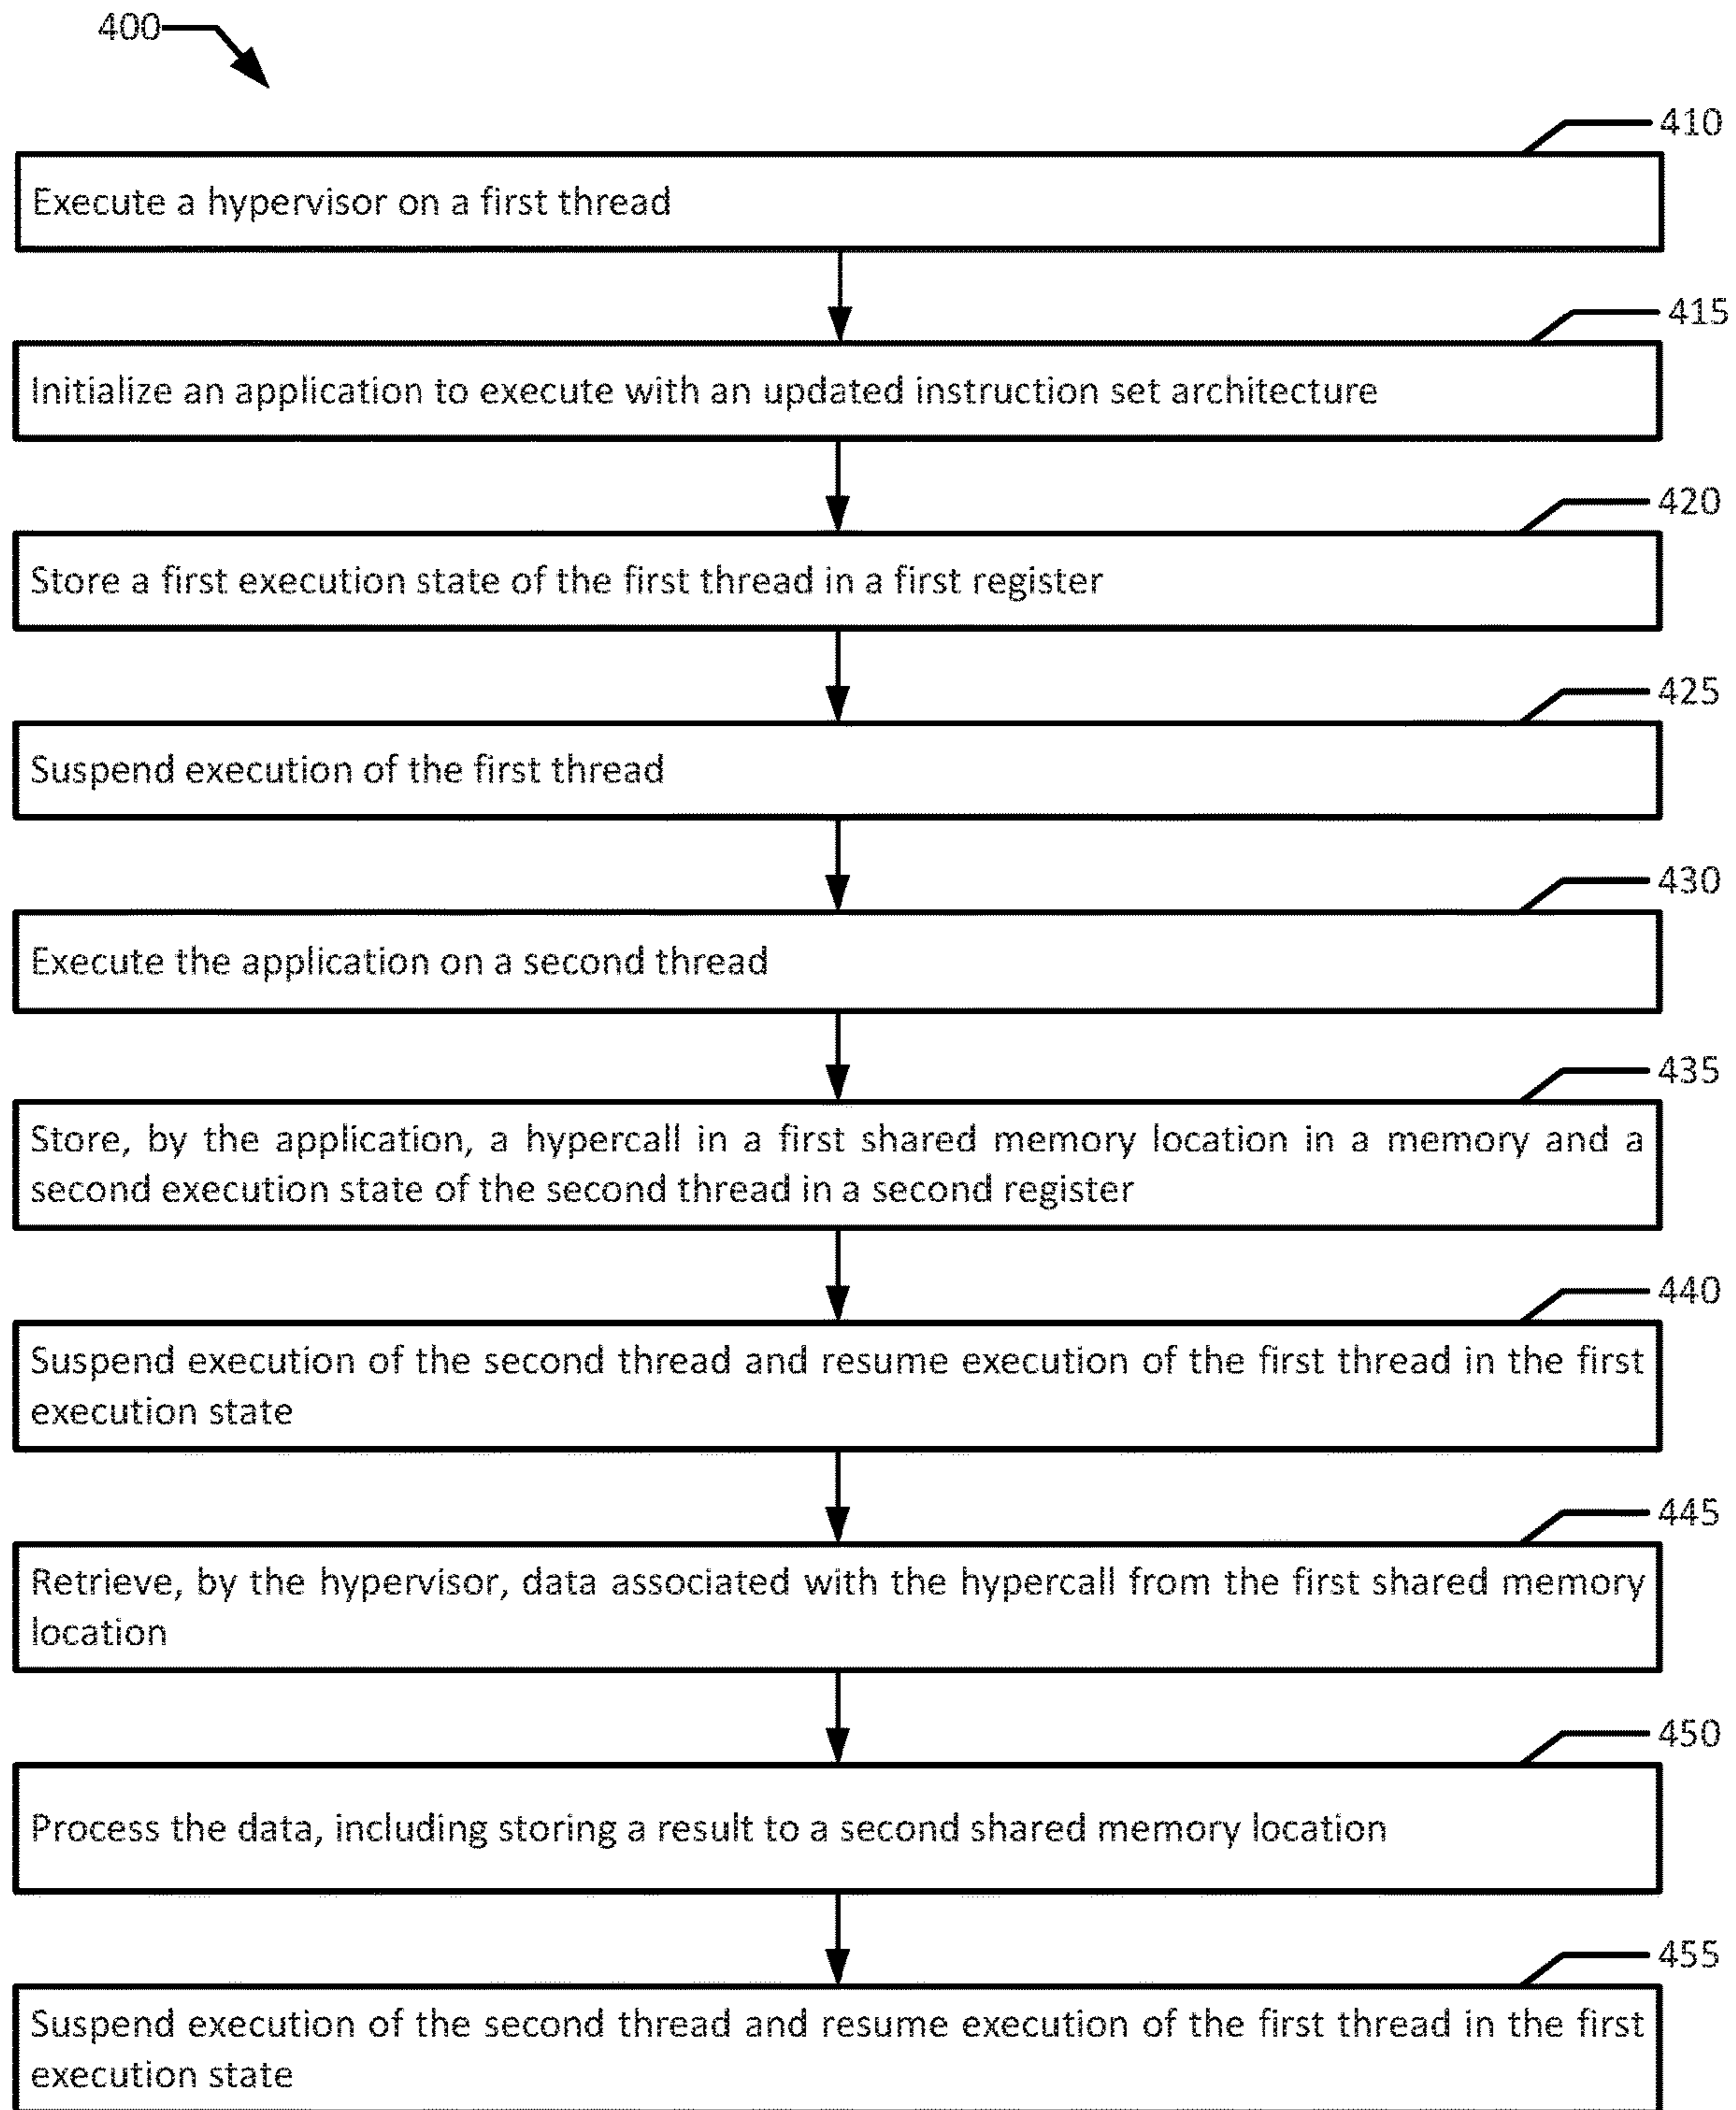 400
410
Execute a hypervisor on a first thread
415
Initialize an application to execute with an updated instruction set architecture
420
Store a first execution state of the first thread in a first register
425
Suspend execution of the first thread
430
Execute the application on a second thread
435
Store, by the application, a hypercall in a first shared memory location in a memory and a
second execution state of the second thread in a second register
440
Suspend execution of the second thread and resume execution of the first thread in the first
execution state
445
Retrieve, by the hypervisor, data associated with the hypercall from the first shared memory
location
450
Process the data, including storing a result to a second shared memory location
455
Suspend execution of the second thread and resume execution of the first thread in the first
execution state